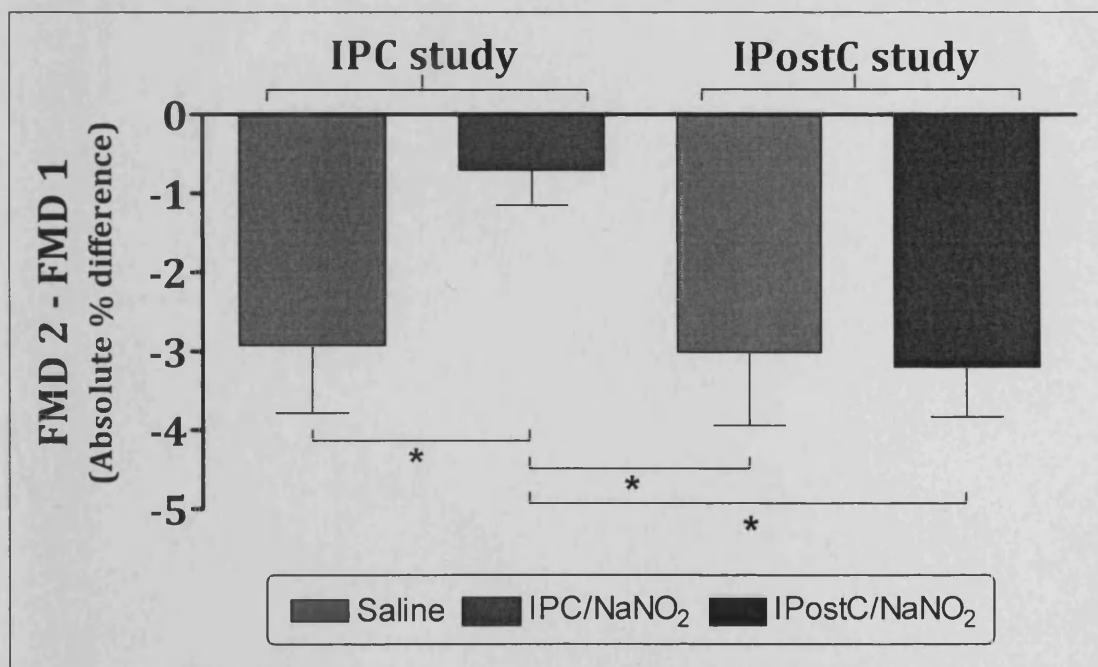 IPC study
IPostC study
FMD 2 - FMD 1
(Absolute % difference)
0
-1
-2
-3
-4
-5
*
*
*
Saline
IPC/NaNO₂
IPostC/NaNO₂